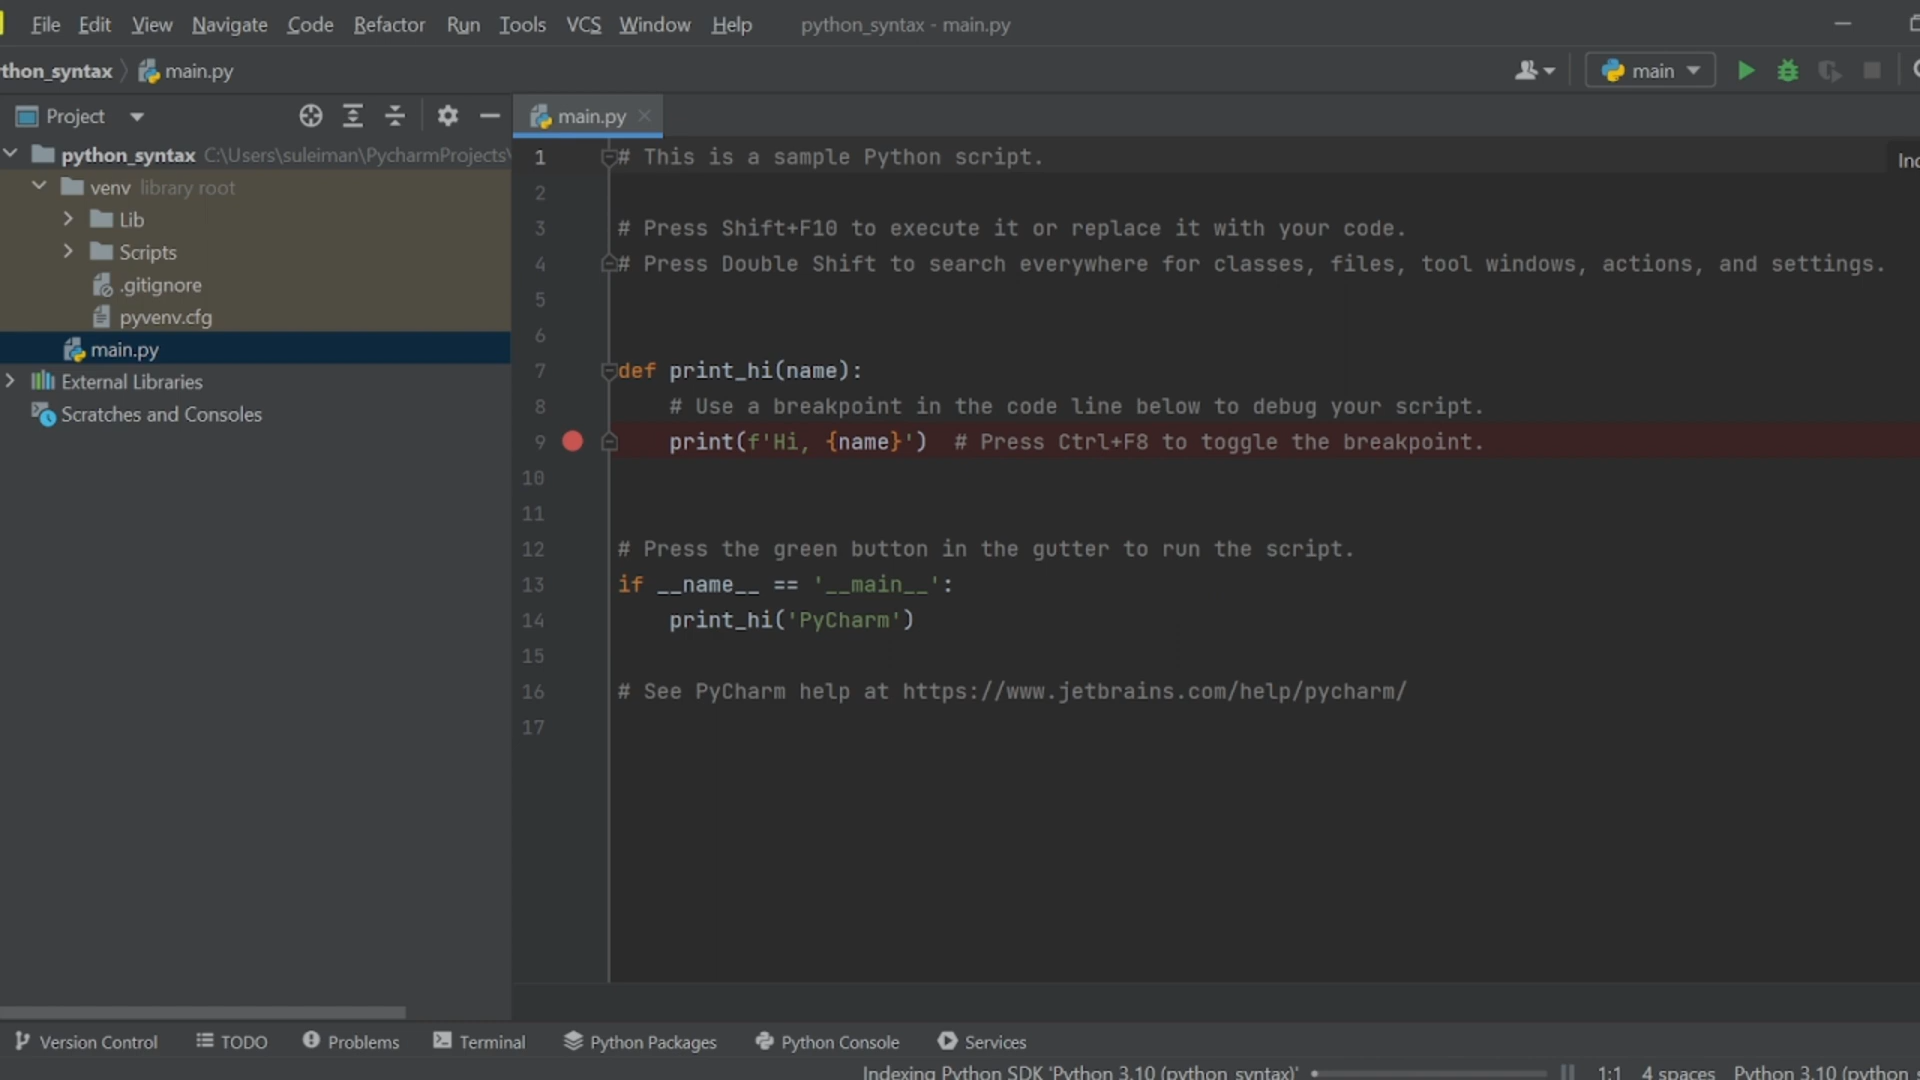 File Edit View Navigate Code Refactor Run Tools VCS Window Help python_syntax - main.py
thon_syntax main.py main
Project main.py
python_syntax C:\Users\suleiman\PycharmProjects\
venv library root
Lib
Scripts
.gitignore
pyvenv.cfg
main.py
External Libraries
Scratches and Consoles
1 # This is a sample Python script.
2
3 # Press Shift+F10 to execute it or replace it with your code.
4 # Press Double Shift to search everywhere for classes, files, tool windows, actions, and settings.
5
6
7 def print_hi(name):
8 # Use a breakpoint in the code line below to debug your script.
9 print(f'Hi, {name}') # Press Ctrl+F8 to toggle the breakpoint.
10
11
12 # Press the green button in the gutter to run the script.
13 if __name__ == '__main__':
14 print_hi('PyCharm')
15
16 # See PyCharm help at https://www.jetbrains.com/help/pycharm/
17
Version Control TODO Problems Terminal Python Packages Python Console Services
Indexing Python SDK 'Python 3.10 (python_syntax)' 1:1 4 spaces Python 3.10 (python